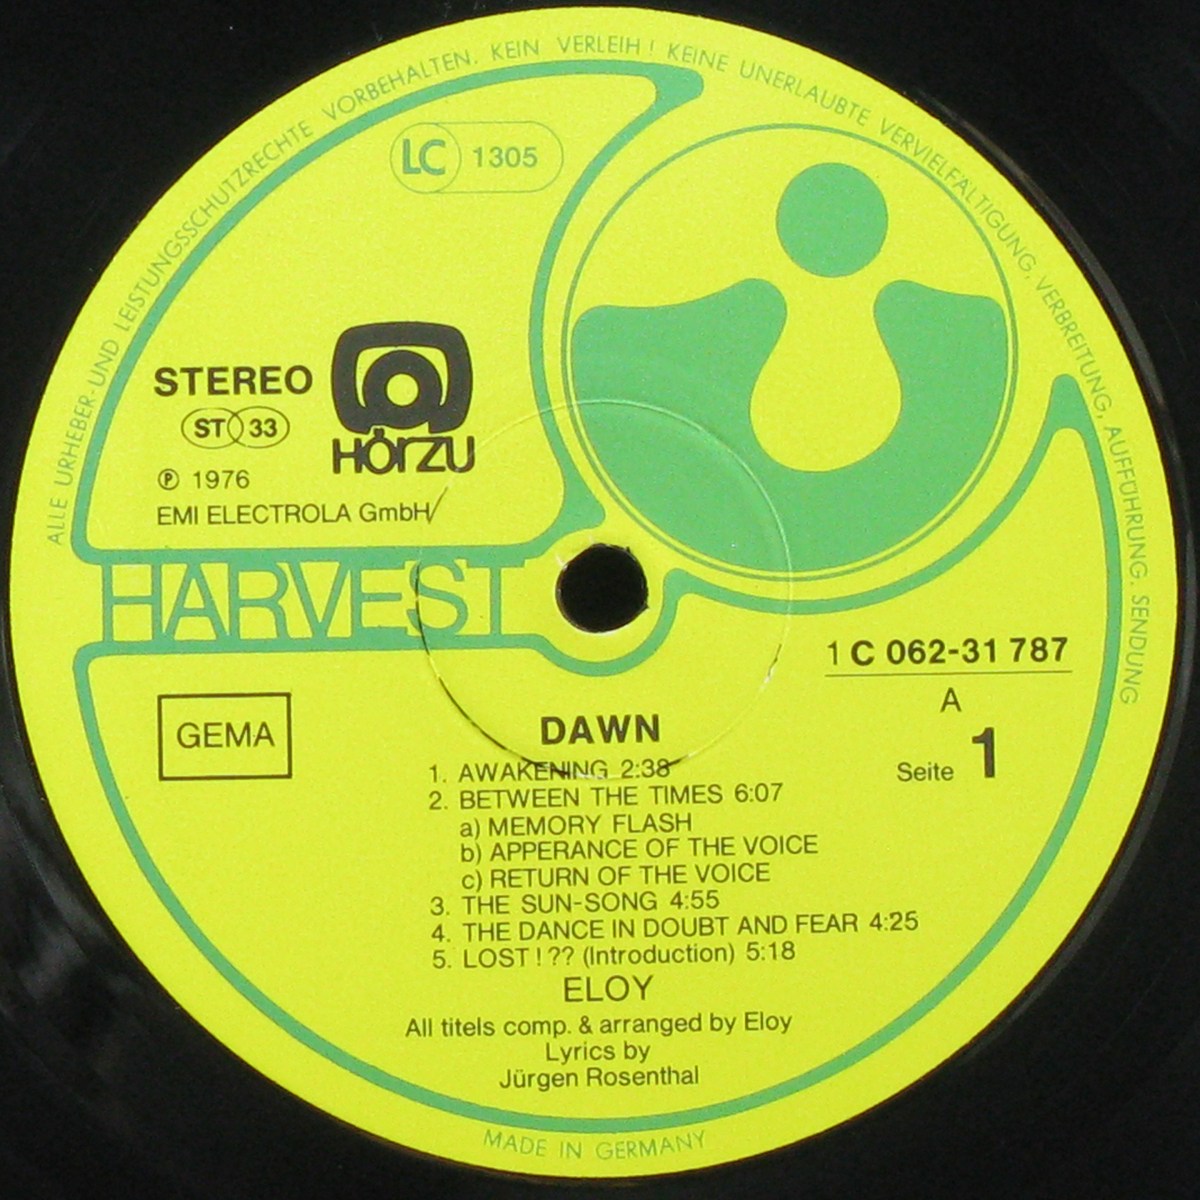 ALLE URHEBER- UND LEISTUNGSSCHUTZRECHTE VORBEHALTEN. KEIN VERLEIH! KEINE UNERLAUBTE VERVIELFÄLTIGUNG, VERBREITUNG, AUFFÜHRUNG, SENDUNG
LC 1305
STEREO
ST 33
HÖRZU
℗ 1976
EMI ELECTROLA GmbH
HARVEST
1 C 062-31 787
A
Seite 1
GEMA
DAWN
1. AWAKENING 2:38
2. BETWEEN THE TIMES 6:07
a) MEMORY FLASH
b) APPERANCE OF THE VOICE
c) RETURN OF THE VOICE
3. THE SUN-SONG 4:55
4. THE DANCE IN DOUBT AND FEAR 4:25
5. LOST!?? (Introduction) 5:18
ELOY
All titels comp. & arranged by Eloy
Lyrics by
Jürgen Rosenthal
MADE IN GERMANY